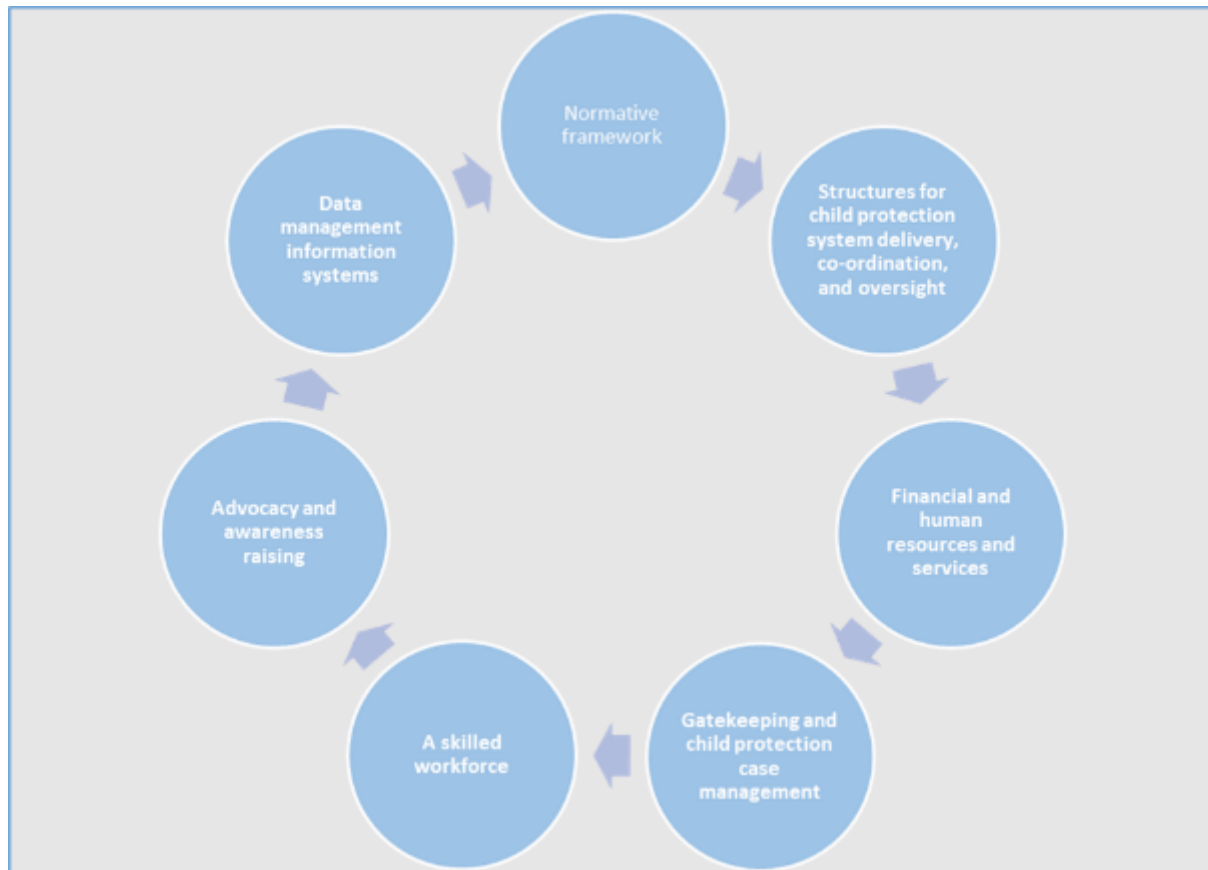 Normative
framework
Structures for
child protection
system delivery,
co-ordination,
and oversight
Financial and
human
resources and
services
Gatekeeping and
child protection
case
management
A skilled
workforce
Advocacy and
awareness
raising
Data
management
information
systems